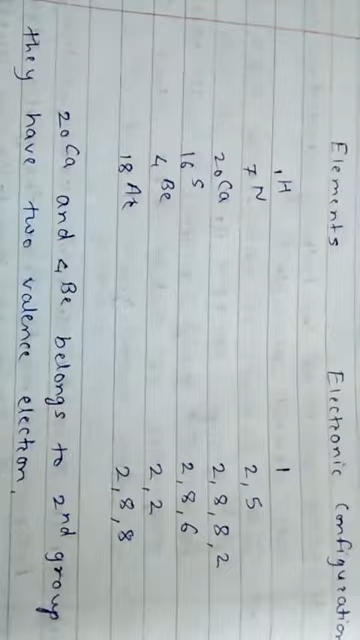 Elements Electronic Configuration
1H 1
7N 2,5
20Ca 2,8,8,2
16S 2,8,6
4Be 2,2
18Ar 2,8,8
20Ca and 4Be belongs to 2nd group
they have two valence election.